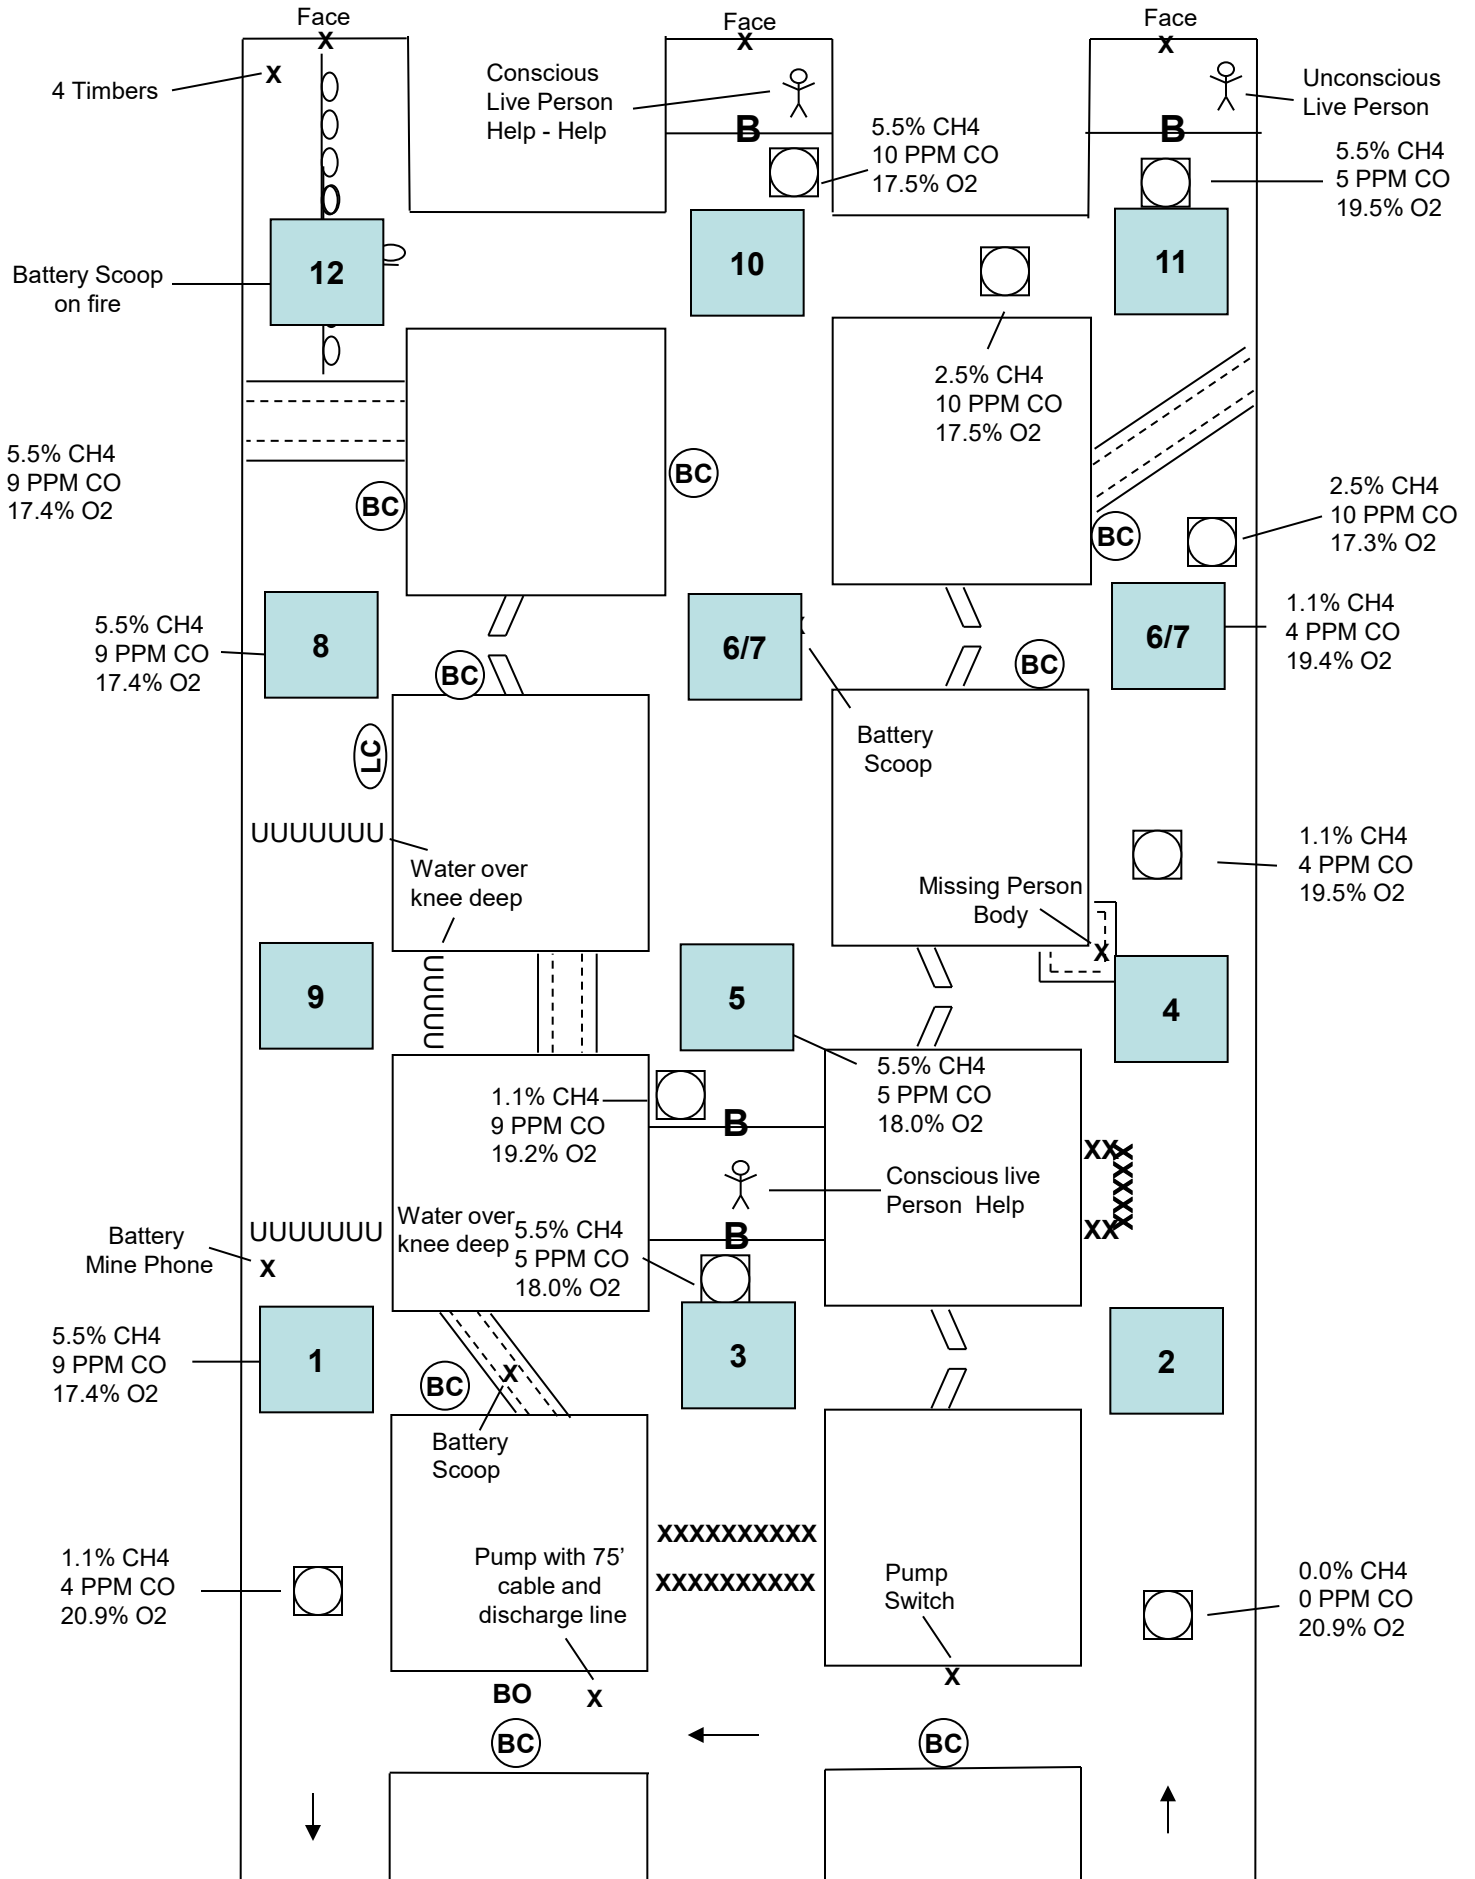 Face
Face
Face
X
X
X
X
4 Timbers
Conscious
Live Person
Help - Help
Unconscious
Live Person
B
B
5.5% CH4
10 PPM CO
17.5% O2
5.5% CH4
5 PPM CO
19.5% O2
12
10
11
Battery Scoop
on fire
2.5% CH4
10 PPM CO
17.5% O2
5.5% CH4
9 PPM CO
17.4% O2
BC
BC
BC
2.5% CH4
10 PPM CO
17.3% O2
8
6/7
6/7
5.5% CH4
9 PPM CO
17.4% O2
1.1% CH4
4 PPM CO
19.4% O2
BC
BC
LC
Battery
Scoop
UUUUUUU
Water over
knee deep
1.1% CH4
4 PPM CO
19.5% O2
Missing Person
Body
X
9
UUUUU
5
4
5.5% CH4
5 PPM CO
18.0% O2
1.1% CH4
9 PPM CO
19.2% O2
B
XX
XXXXX
XX
Conscious live
Person Help
Battery
Mine Phone
X
UUUUUUU
Water over
knee deep
5.5% CH4
5 PPM CO
18.0% O2
B
1
3
2
5.5% CH4
9 PPM CO
17.4% O2
BC
X
Battery
Scoop
XXXXXXXXXX
XXXXXXXXXX
1.1% CH4
4 PPM CO
20.9% O2
Pump with 75’
cable and
discharge line
Pump
Switch
0.0% CH4
0 PPM CO
20.9% O2
BO
X
X
BC
BC